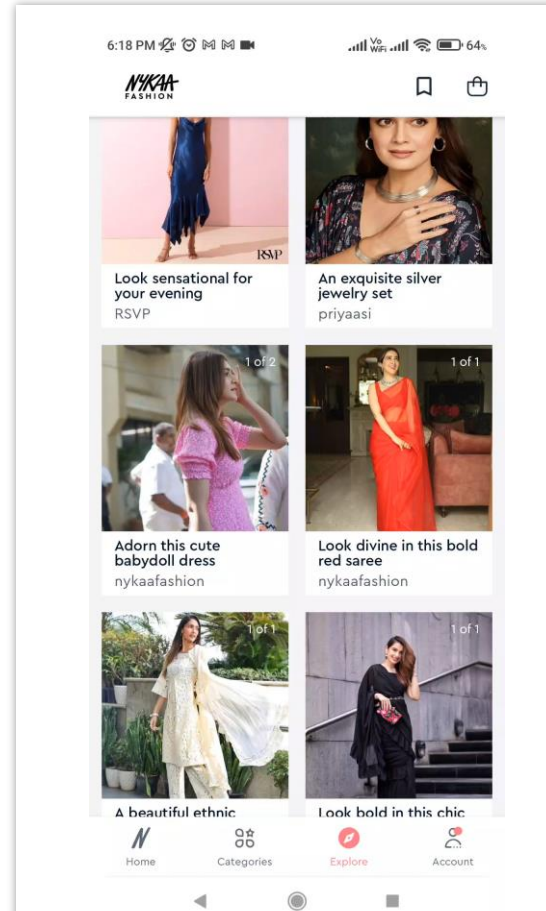 6:18 PM
Vo
WiFi
64%
NYKAA
FASHION
RSVP
Look sensational for
your evening
RSVP
An exquisite silver
jewelry set
priyaasi
1 of 2
1 of 1
Adorn this cute
babydoll dress
nykaafashion
Look divine in this bold
red saree
nykaafashion
1 of 1
1 of 1
A beautiful ethnic
Look bold in this chic
N
Home
Categories
Explore
Account